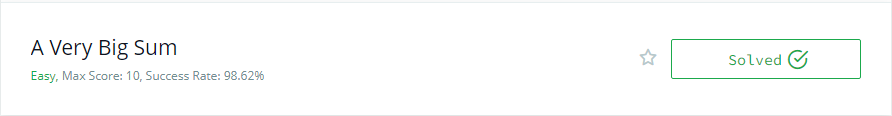 A Very Big Sum
Easy, Max Score: 10, Success Rate: 98.62%
Solved